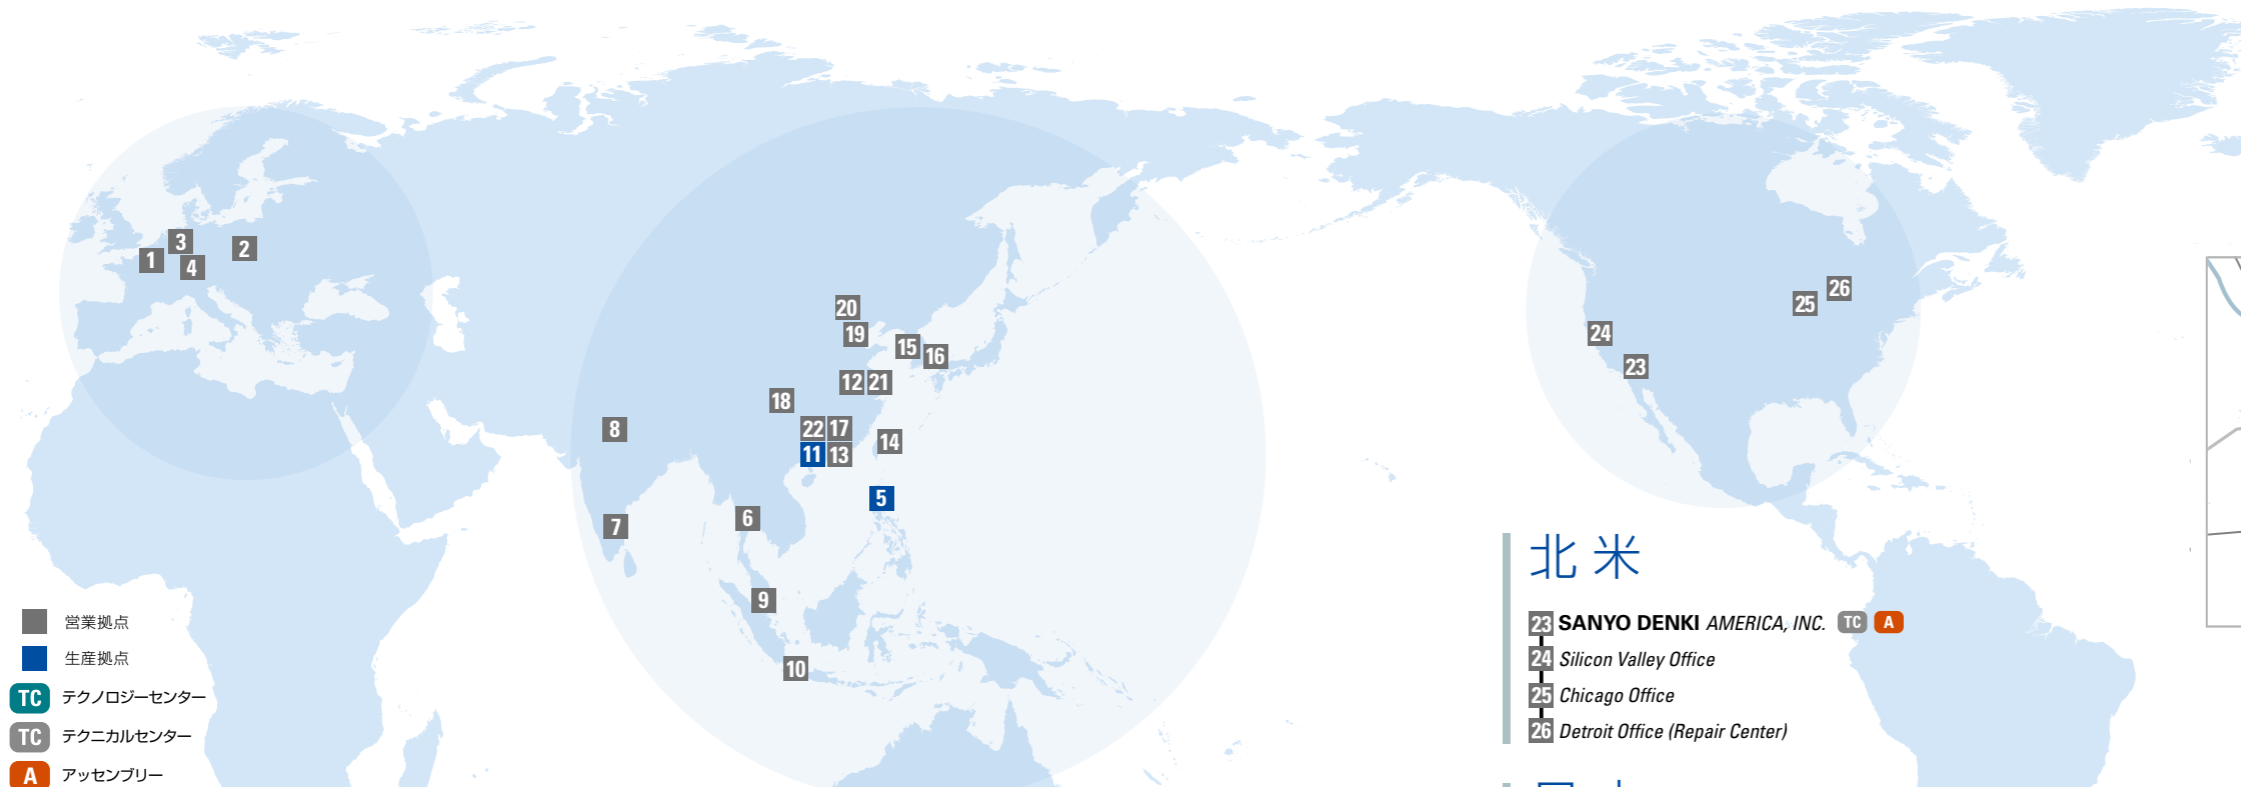 3
2
1
4
20
26
25
19
24
15
16
23
12 21
18
8
22 17
14
11 13
5
6
7
9
10
営業拠点
生産拠点
TC テクノロジーセンター
TC テクニカルセンター
A アッセンブリー
北米
23 SANYO DENKI AMERICA, INC. TC A
24 Silicon Valley Office
25 Chicago Office
26 Detroit Office (Repair Center)